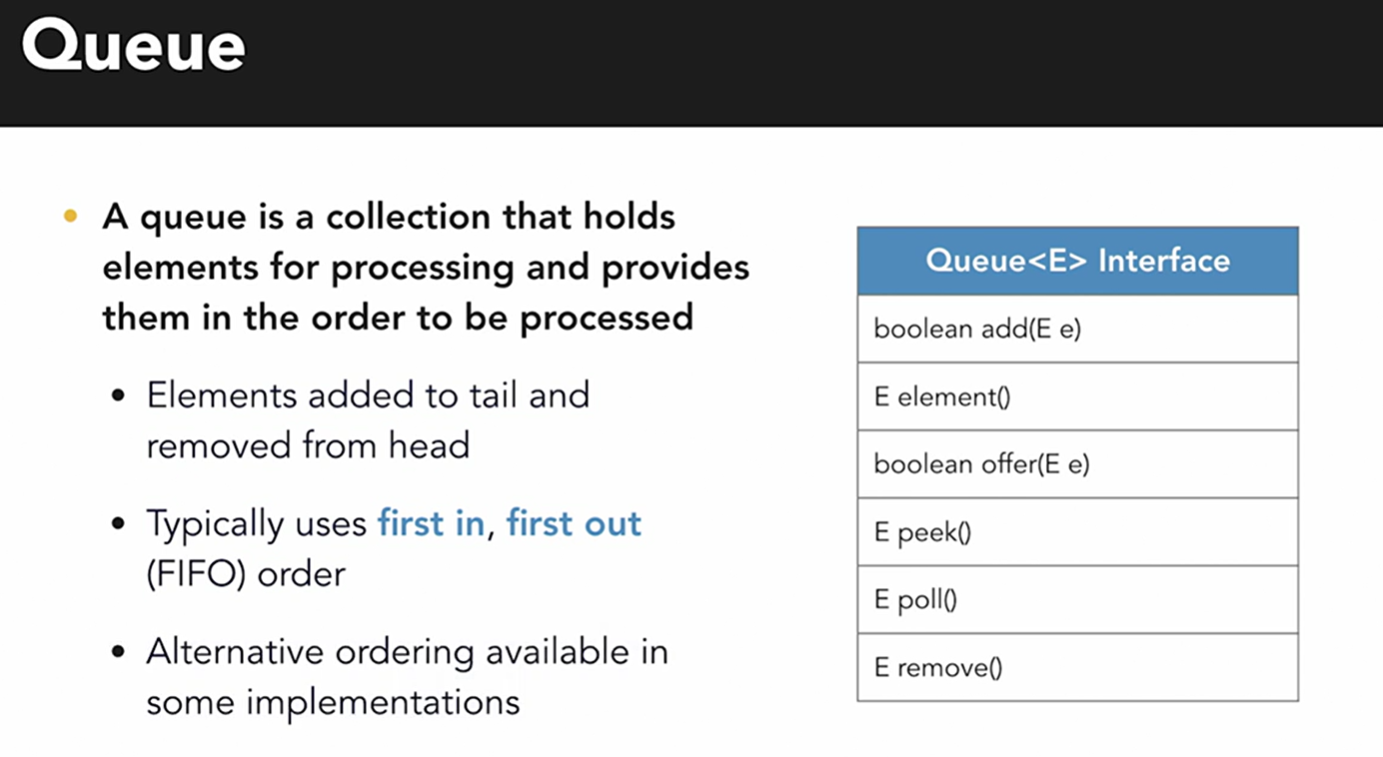 Queue
• A queue is a collection that holds
elements for processing and provides
them in the order to be processed
• Elements added to tail and
removed from head
• Typically uses first in, first out
(FIFO) order
• Alternative ordering available in
some implementations
Queue<E> Interface
boolean add(E e)
E element()
boolean offer(E e)
E peek()
E poll()
E remove()